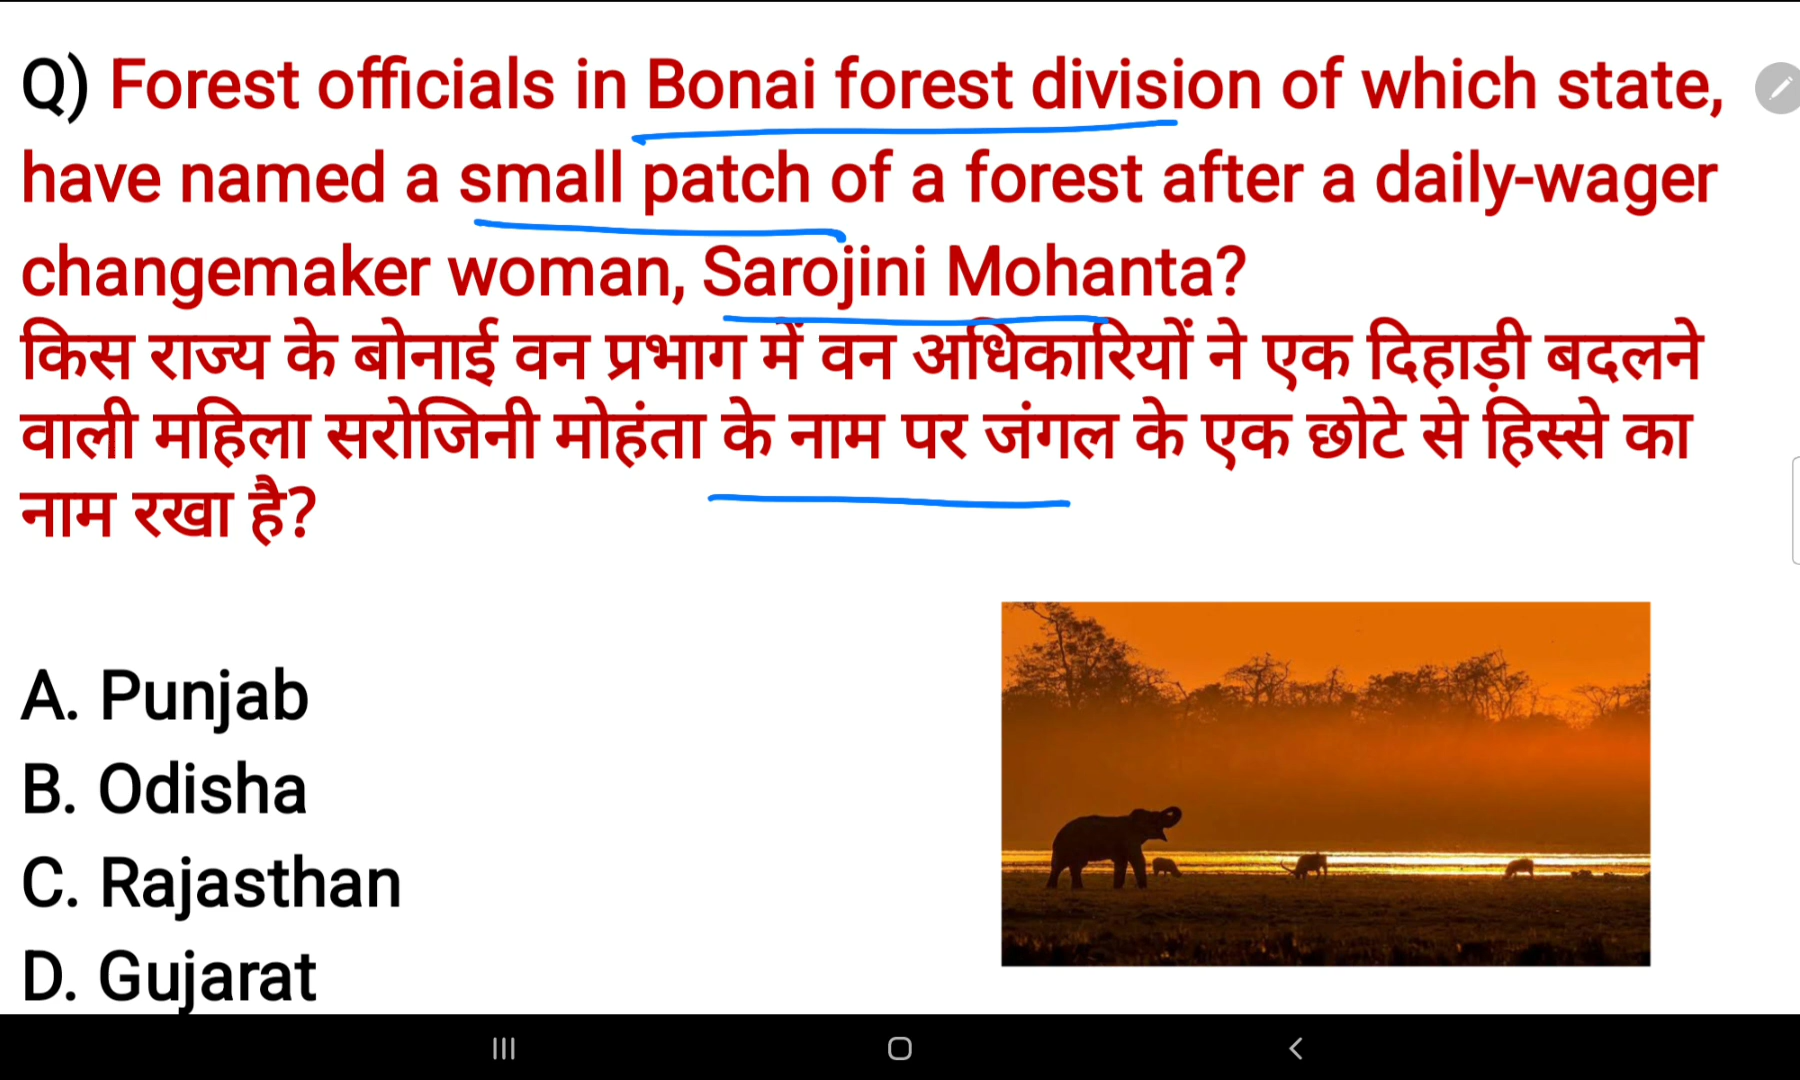 Q) Forest officials in Bonai forest division of which state,
have named a small patch of a forest after a daily-wager
changemaker woman, Sarojini Mohanta?
किस राज्य के बोनाई वन प्रभाग में वन अधिकारियों ने एक दिहाड़ी बदलने
वाली महिला सरोजिनी मोहंता के नाम पर जंगल के एक छोटे से हिस्से का
नाम रखा है?
A. Punjab
B. Odisha
C. Rajasthan
D. Gujarat